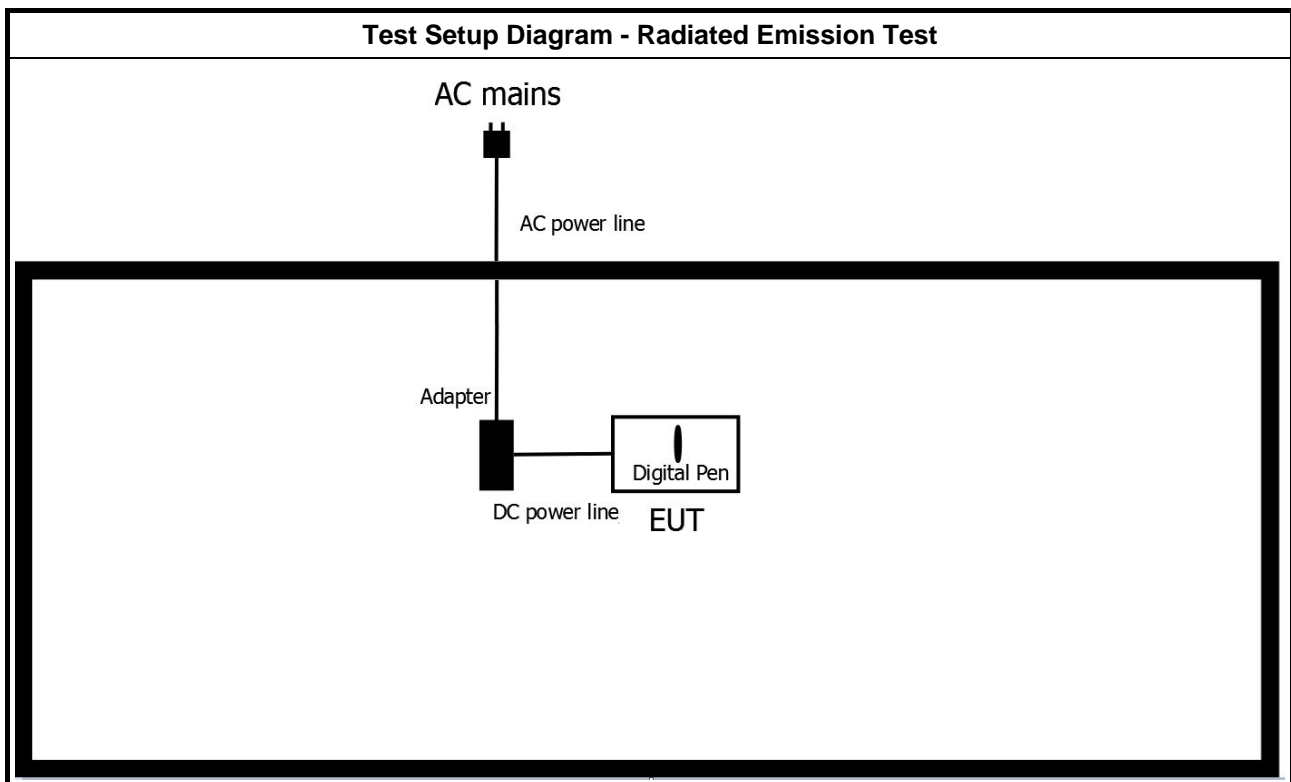 Test Setup Diagram - Radiated Emission Test
AC mains
AC power line
Adapter
Digital Pen
DC power line
EUT